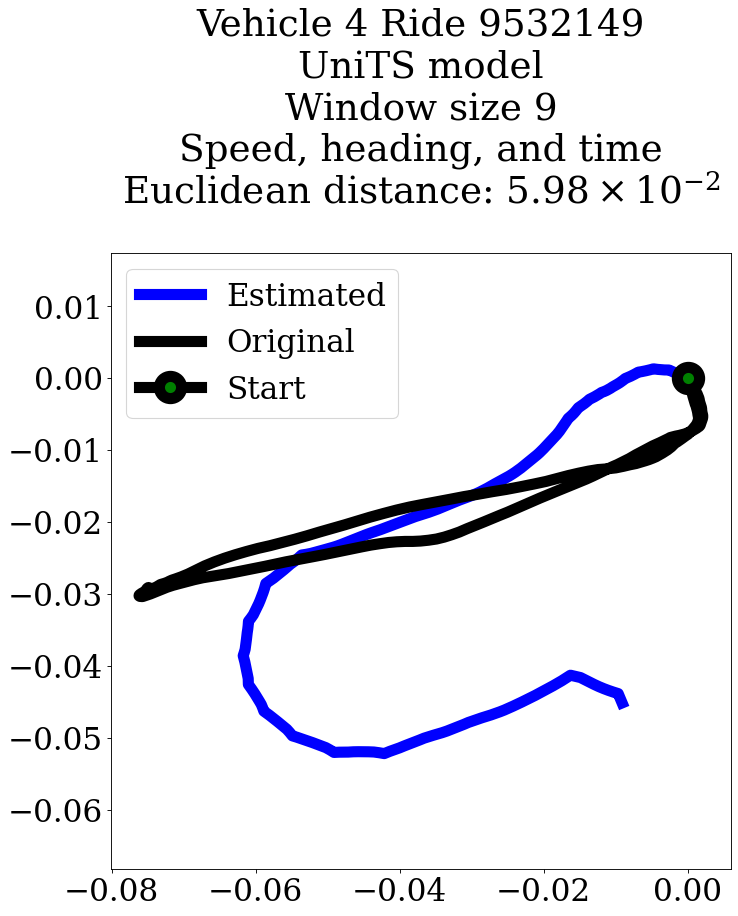 Vehicle 4 Ride 9532149
UniTS model
Window size 9
Speed, heading, and time
Euclidean distance: 5.98 × 10⁻²
Estimated
Original
Start
0.01
0.00
−0.01
−0.02
−0.03
−0.04
−0.05
−0.06
−0.08 −0.06 −0.04 −0.02 0.00